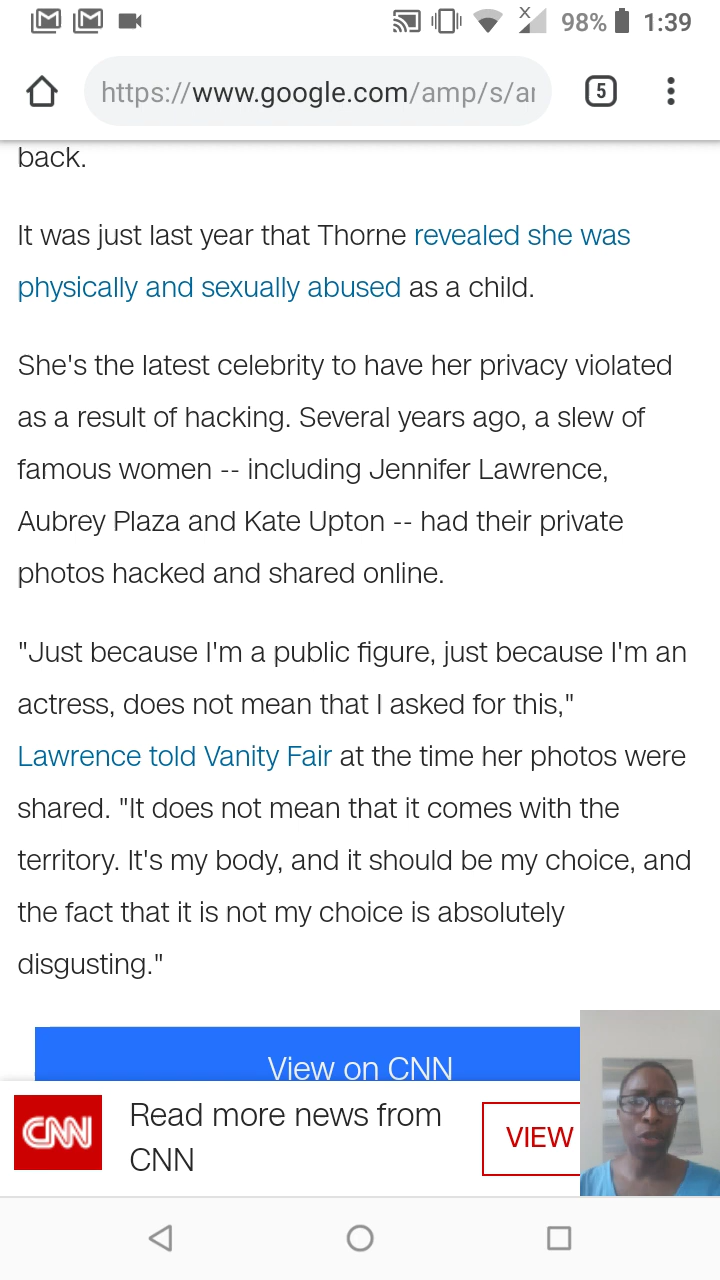 98% 1:39
https://www.google.com/amp/s/ar
5
back.
It was just last year that Thorne revealed she was
physically and sexually abused as a child.
She's the latest celebrity to have her privacy violated
as a result of hacking. Several years ago, a slew of
famous women -- including Jennifer Lawrence,
Aubrey Plaza and Kate Upton -- had their private
photos hacked and shared online.
"Just because I'm a public figure, just because I'm an
actress, does not mean that I asked for this,"
Lawrence told Vanity Fair at the time her photos were
shared. "It does not mean that it comes with the
territory. It's my body, and it should be my choice, and
the fact that it is not my choice is absolutely
disgusting."
View on CNN
CNN
Read more news from
CNN
VIEW